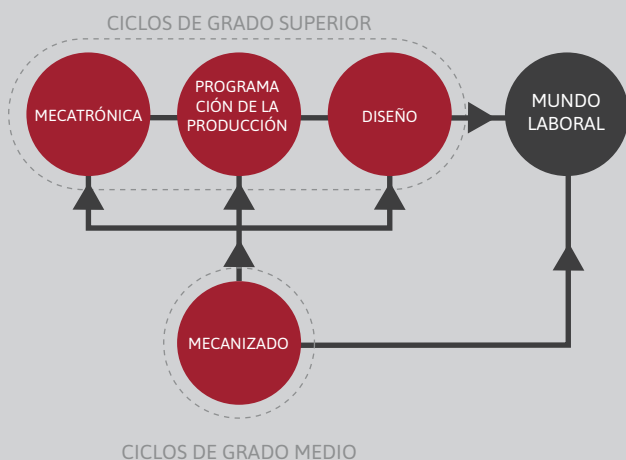 CICLOS DE GRADO SUPERIOR
MECATRÓNICA
PROGRAMA
CIÓN DE LA
PRODUCCIÓN
DISEÑO
MUNDO
LABORAL
MECANIZADO
CICLOS DE GRADO MEDIO